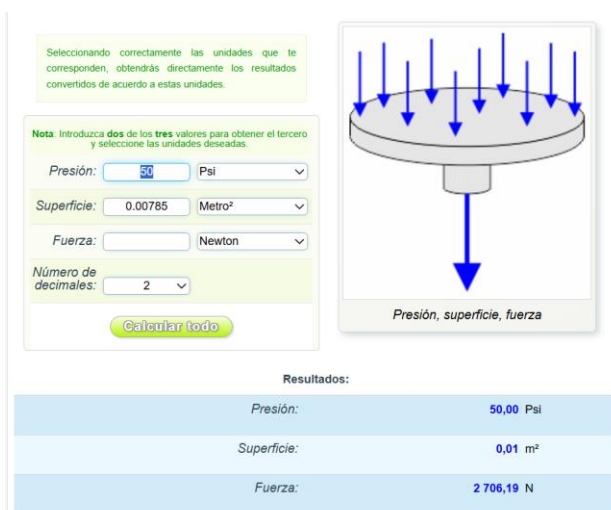 Seleccionando correctamente las unidades que te
corresponden, obtendrás directamente los resultados
convertidos de acuerdo a estas unidades.
Nota: Introduzca dos de los tres valores para obtener el tercero
y seleccione las unidades deseadas.
Presión: 50 Psi
Superficie: 0.00785 Metro²
Fuerza: Newton
Número de
decimales: 2
Calcular todo
Presión, superficie, fuerza
Resultados:
Presión: 50,00 Psi
Superficie: 0,01 m²
Fuerza: 2 706,19 N